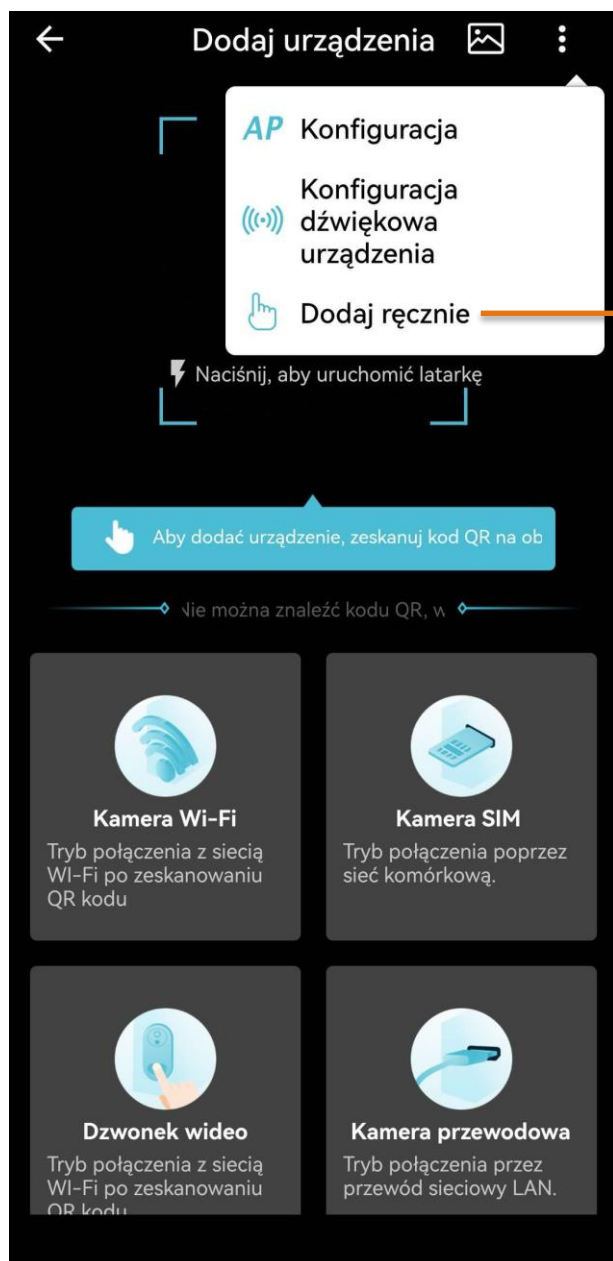 Dodaj urządzenia
AP Konfiguracja
Konfiguracja
dźwiękowa
urządzenia
Dodaj ręcznie
Naciśnij, aby uruchomić latarkę
Aby dodać urządzenie, zeskanuj kod QR na ob
Nie można znaleźć kodu QR, w
Kamera Wi-Fi
Tryb połączenia z siecią
WI-Fi po zeskanowaniu
QR kodu
Kamera SIM
Tryb połączenia poprzez
sieć komórkową.
Dzwonek wideo
Tryb połączenia z siecią
WI-Fi po zeskanowaniu
QR kodu
Kamera przewodowa
Tryb połączenia przez
przewód sieciowy LAN.